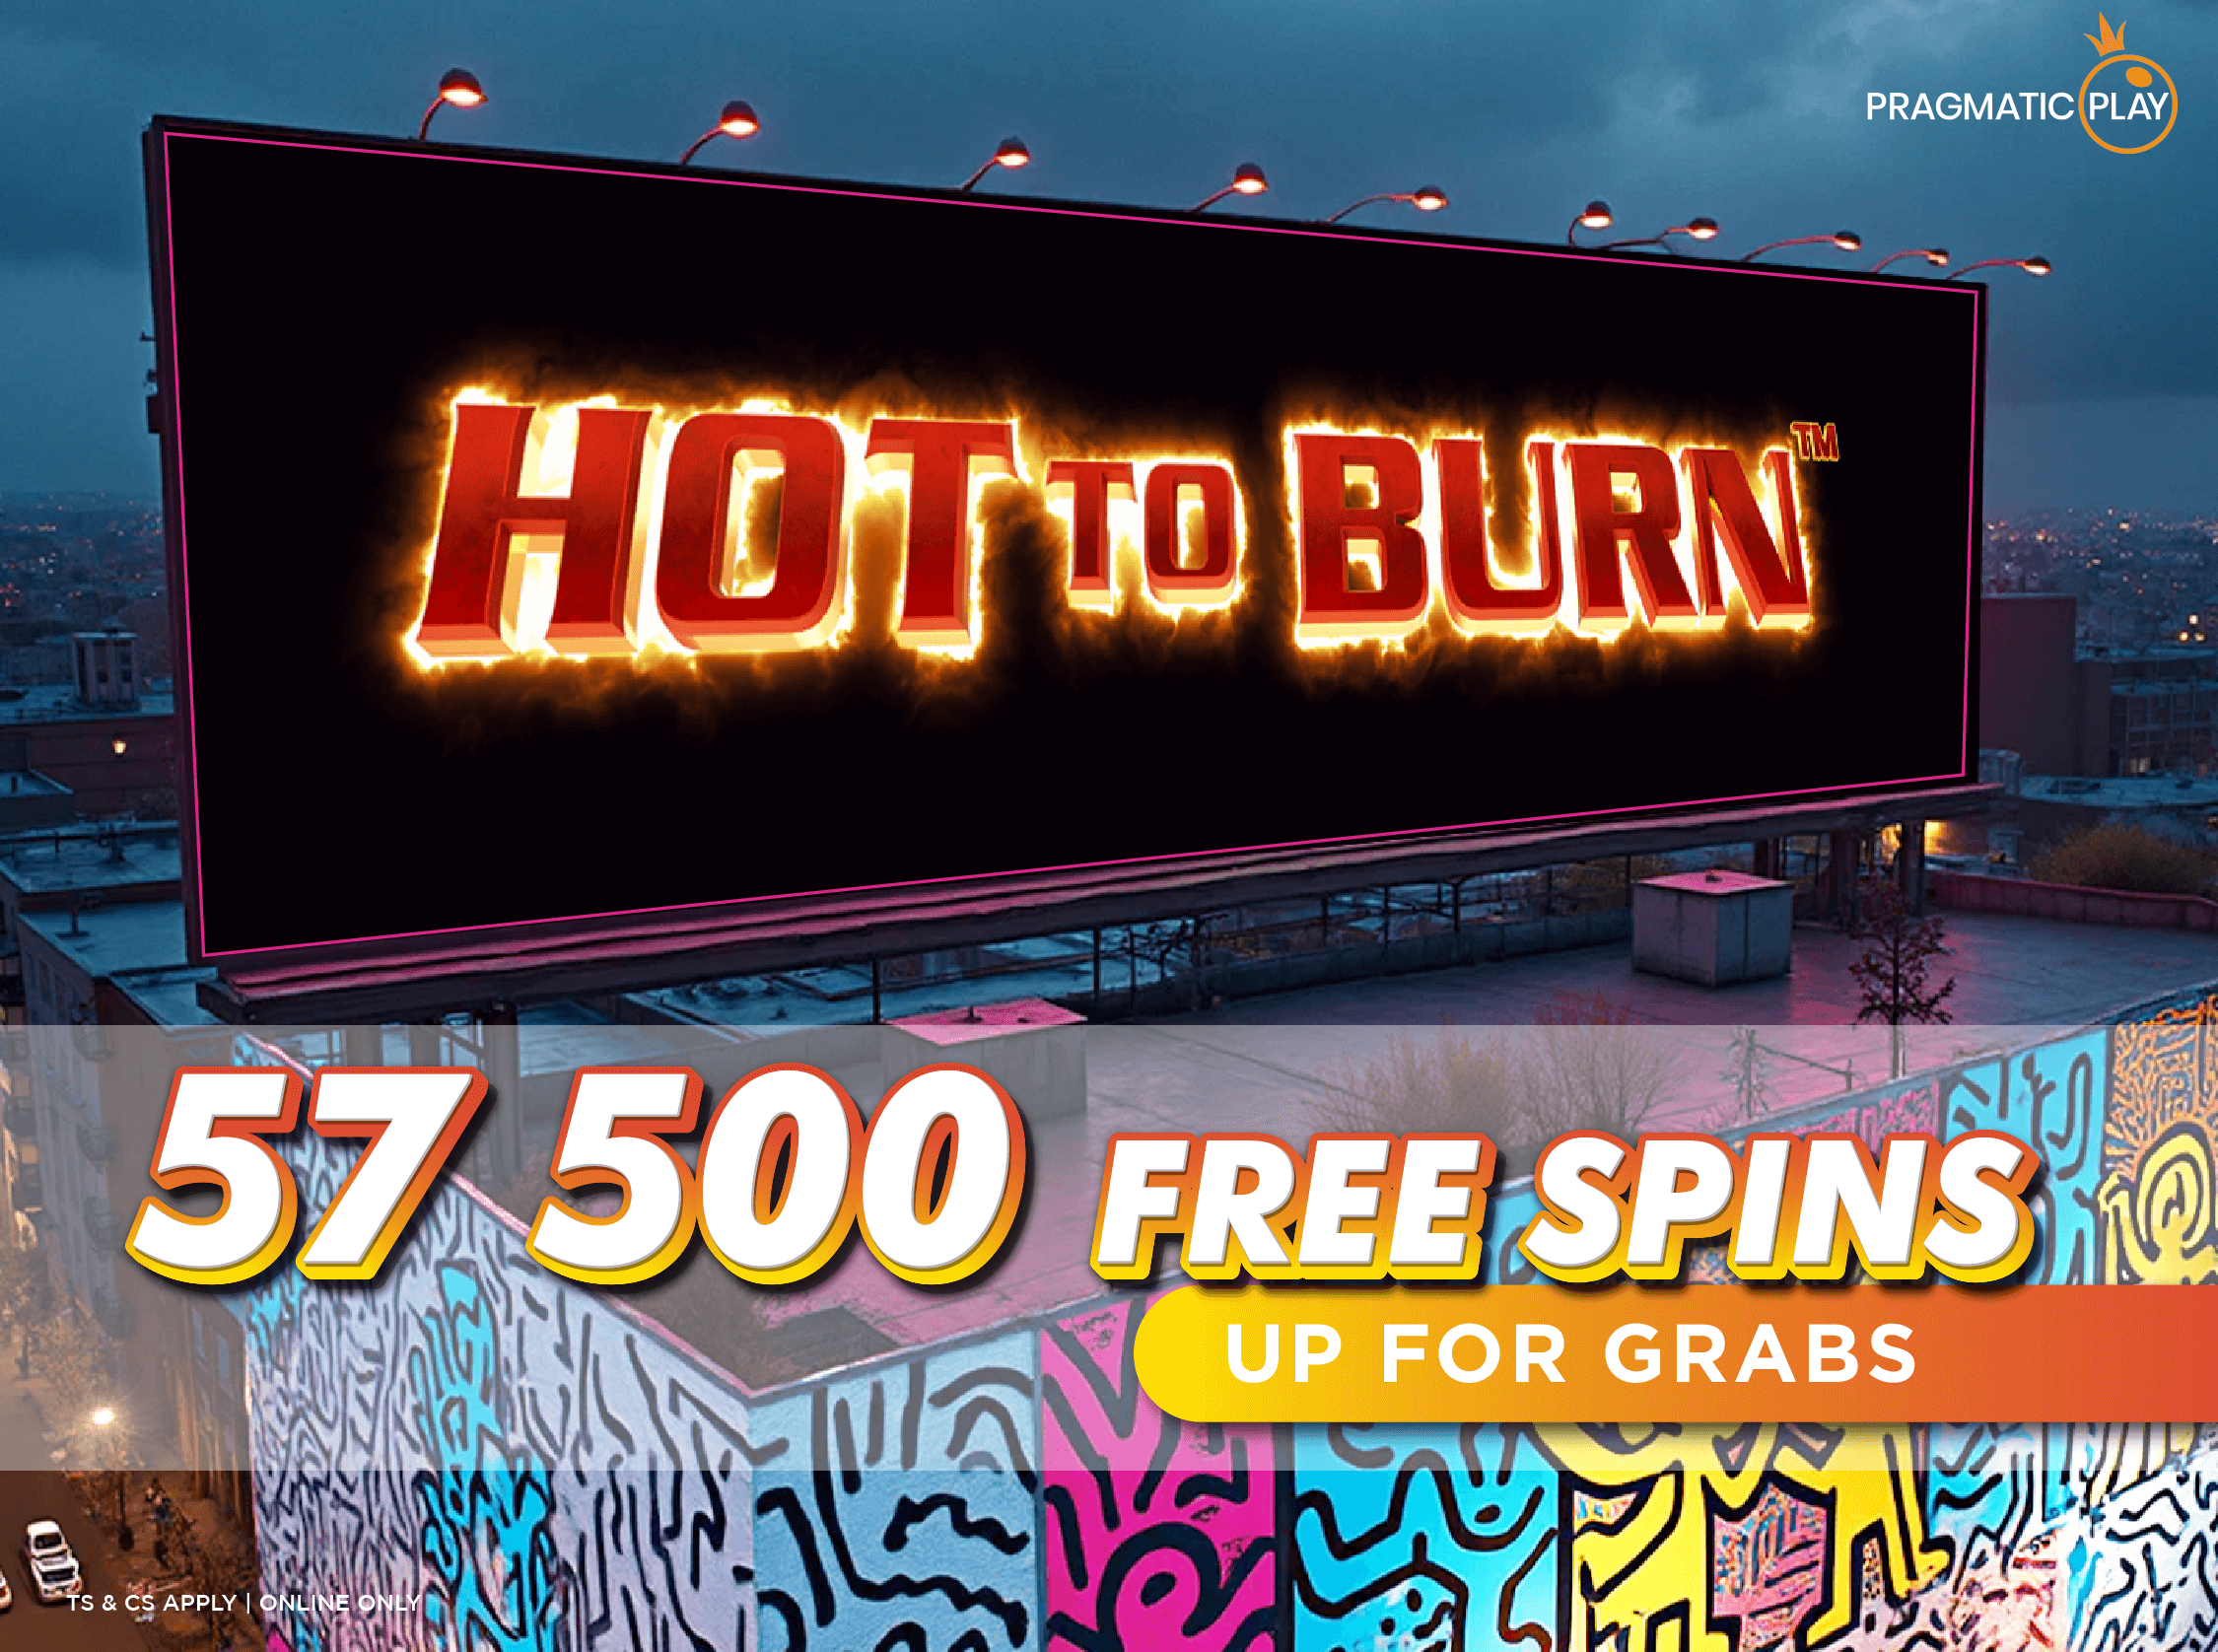 PRAGMATIC PLAY
HOT TO BURN™
57 500 FREE SPINS
UP FOR GRABS
TS & CS APPLY | ONLINE ONLY